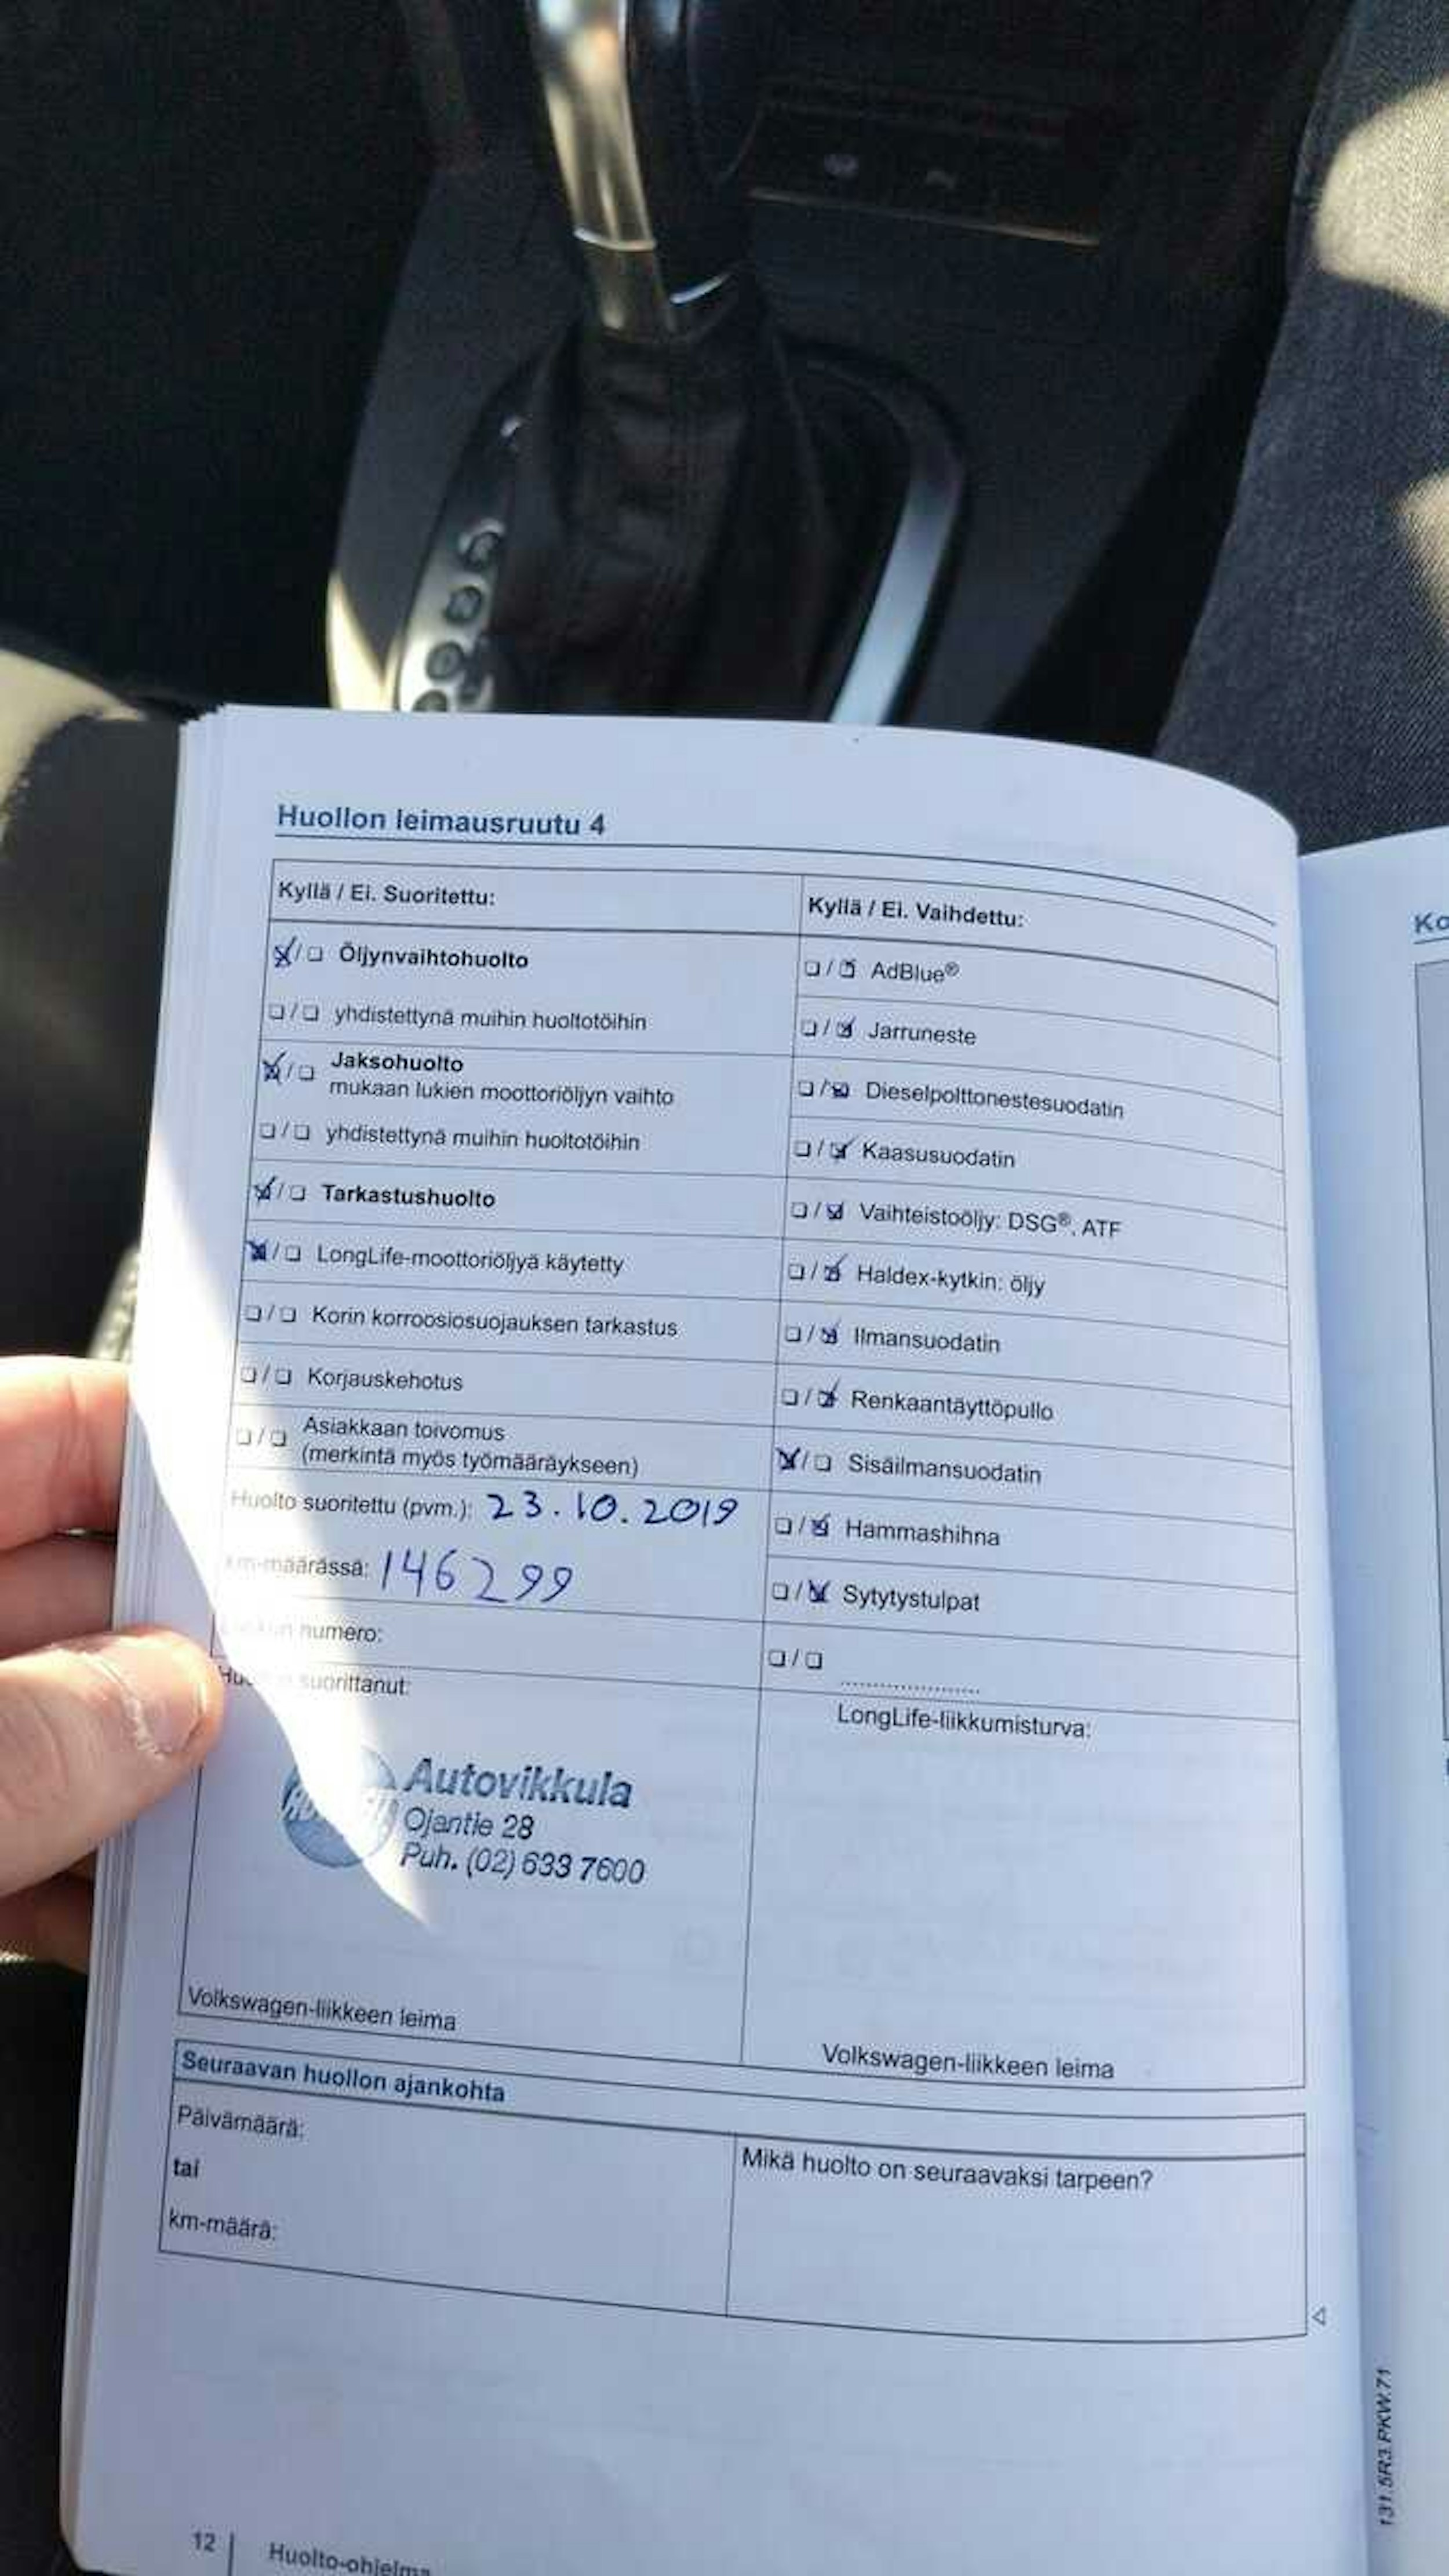 Huollon leimausruutu 4
Kyllä / Ei. Suoritettu:
Öljynvaihtohuolto
yhdistettynä muihin huoltotöihin
Jaksohuolto
mukaan lukien moottoriöljyn vaihto
yhdistettynä muihin huoltotöihin
Tarkastushuolto
LongLife-moottoriöljyä käytetty
Korin korroosiosuojauksen tarkastus
Korjauskehotus
Asiakkaan toivomus
(merkintä myös työmääräykseen)
Huolto suoritettu (pvm.): 23.10.2019
km-määrässä: 146299
numero:
suorittanut:
Autovikkula
Ojantie 28
Puh. (02) 633 7600
Volkswagen-liikkeen leima
Kyllä / Ei. Vaihdettu:
AdBlue®
Jarruneste
Dieselpolttonestesuodatin
Kaasusuodatin
Vaihteistoöljy: DSG®, ATF
Haldex-kytkin: öljy
Ilmansuodatin
Renkaantäyttöpullo
Sisäilmansuodatin
Hammashihna
Sytytystulpat
LongLife-liikkumisturva:
Volkswagen-liikkeen leima
Seuraavan huollon ajankohta
Päivämäärä:
tai
km-määrä:
Mikä huolto on seuraavaksi tarpeen?
12
Huolto-ohjelma
131.5R3.PKW.71
Ko